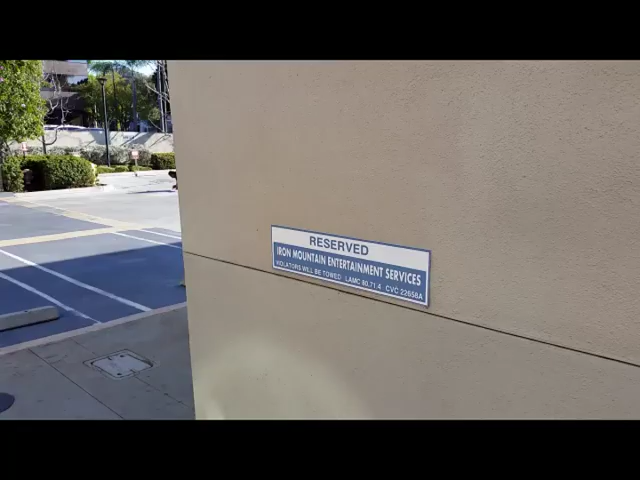 RESERVED
IRON MOUNTAIN ENTERTAINMENT SERVICES
VIOLATORS WILL BE TOWED LAMC 80.71.4 CVC 22658A